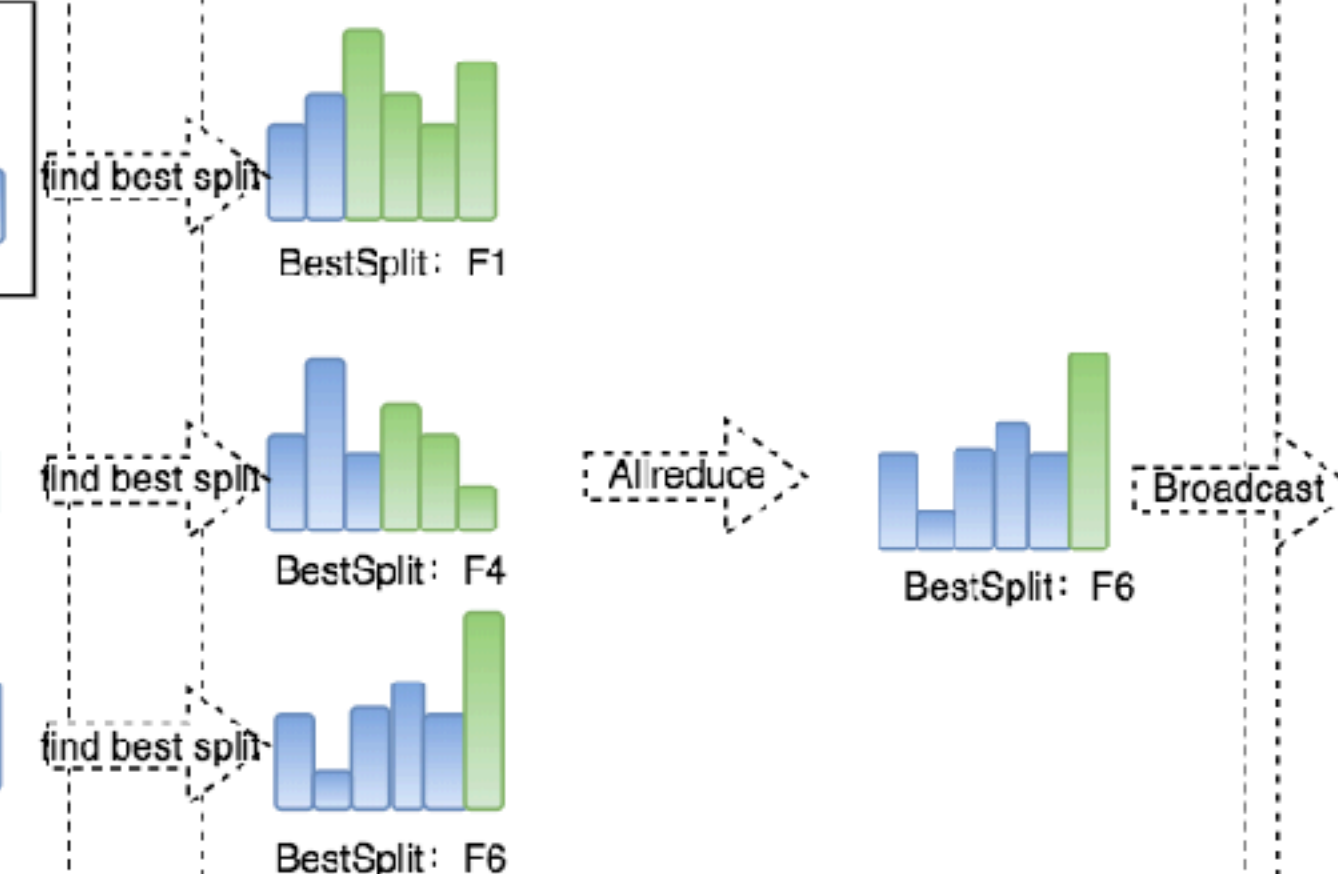 find best split
BestSplit： F1
find best split
BestSplit： F4
Allreduce
BestSplit： F6
Broadcast
find best split
BestSplit： F6